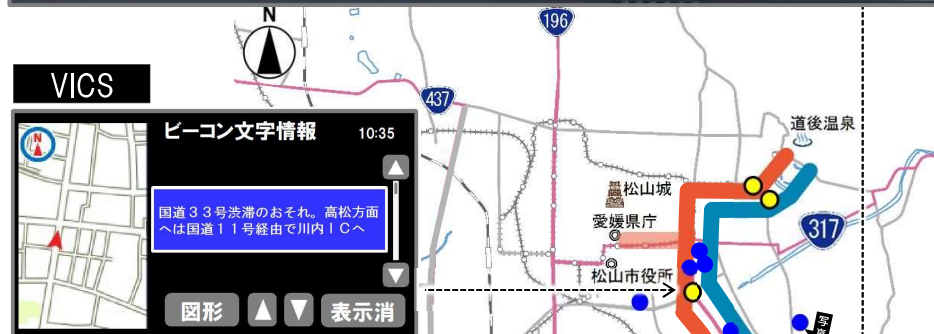 N
196
VICS
437
N
ビーコン文字情報
10:35
道後温泉
国道３３号渋滞のおそれ。高松方面
へは国道１１号経由で川内ＩＣへ
松山城
愛媛県庁
317
松山市役所
図形
表示消